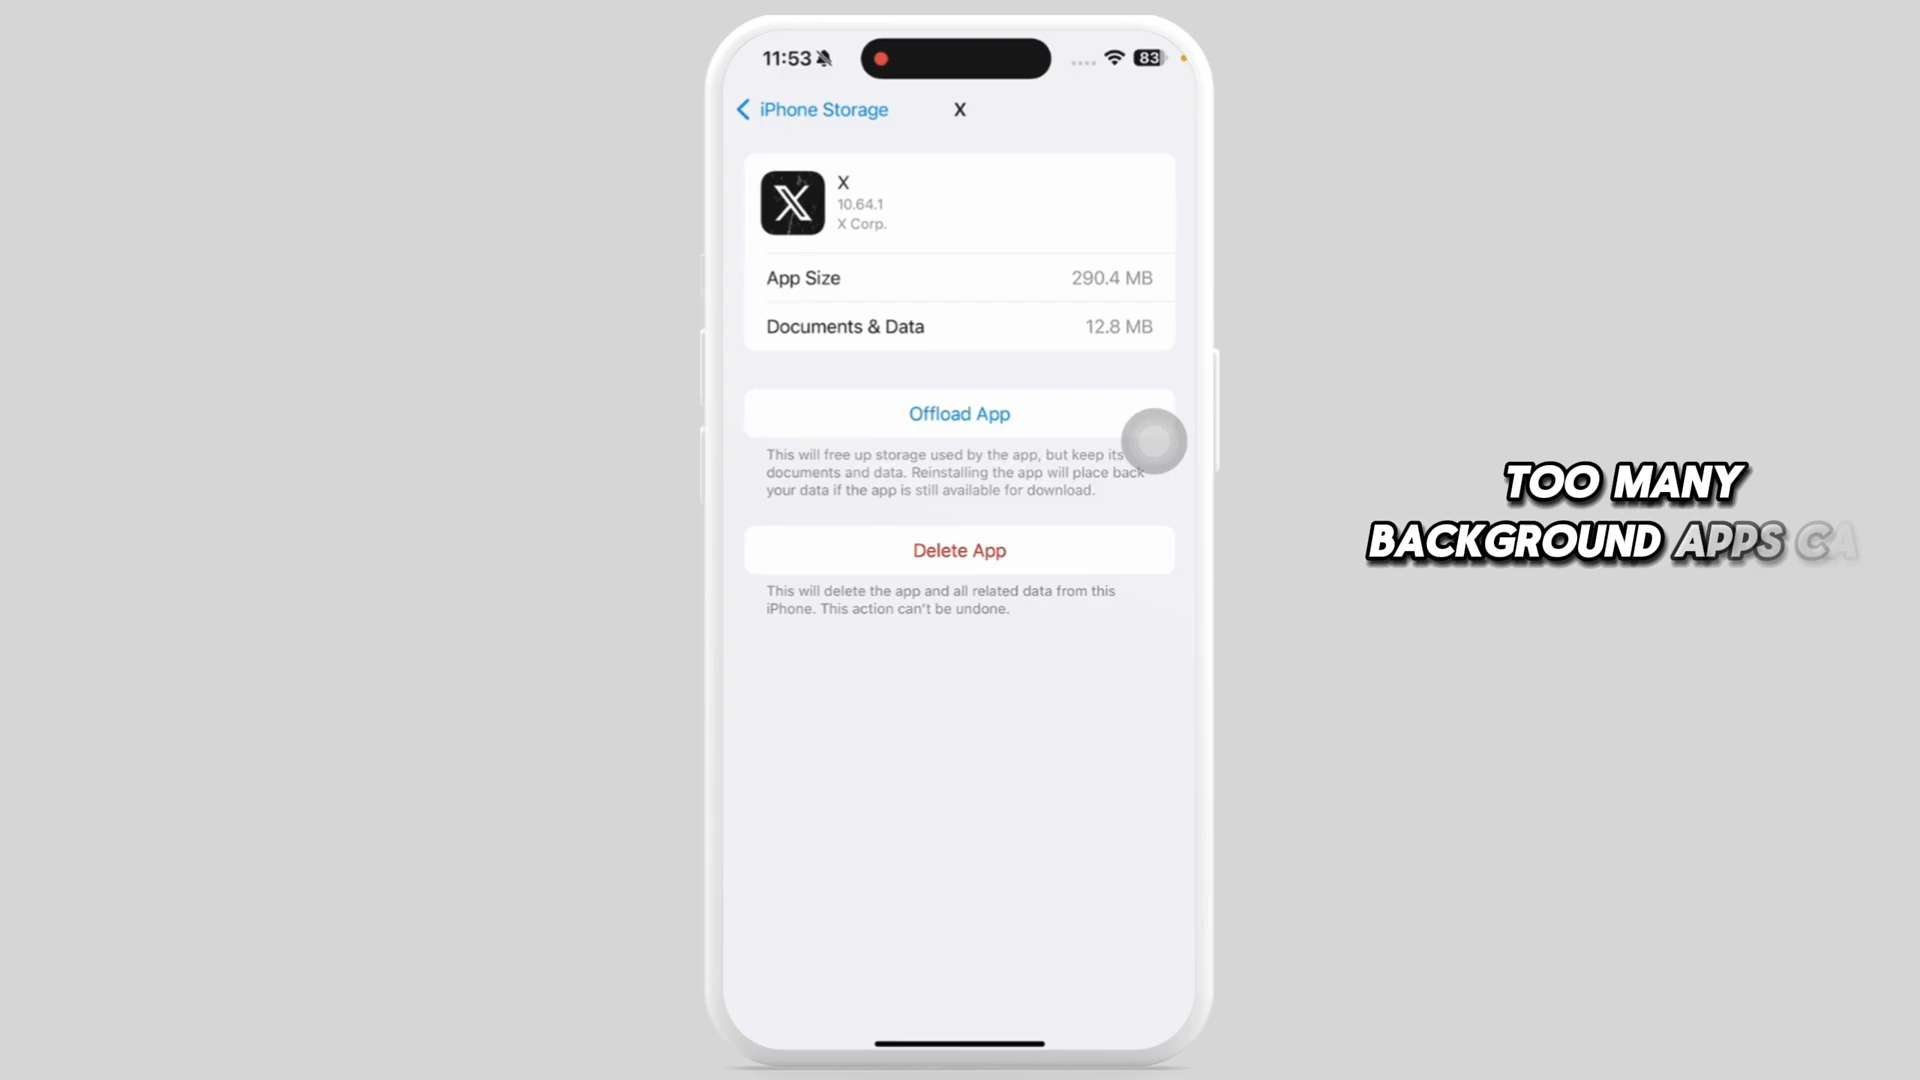 11:53
83
iPhone Storage
X
X
10.64.1
X Corp.
App Size
290.4 MB
Documents & Data
12.8 MB
Offload App
This will free up storage used by the app, but keep its
documents and data. Reinstalling the app will place back
your data if the app is still available for download.
Delete App
This will delete the app and all related data from this
iPhone. This action can't be undone.
TOO MANY
BACKGROUND APPS CA